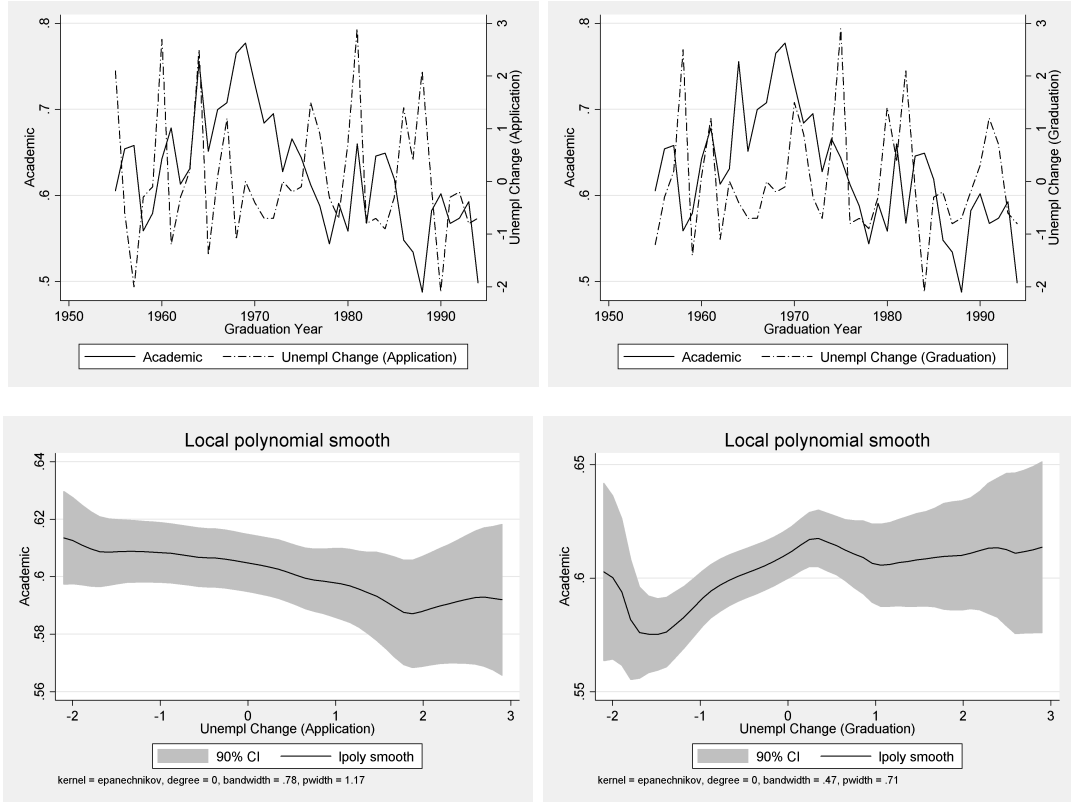 .8
.7
.6
.5
Academic
3
2
1
0
-1
-2
Unempl Change (Application)
1950 1960 1970 1980 1990
Graduation Year
Academic Unempl Change (Application)
.8
.7
.6
.5
Academic
3
2
1
0
-1
-2
Unempl Change (Graduation)
1950 1960 1970 1980 1990
Graduation Year
Academic Unempl Change (Graduation)
Local polynomial smooth
.64
.62
.6
.58
.56
Academic
-2 -1 0 1 2 3
Unempl Change (Application)
90% CI lpoly smooth
kernel = epanechnikov, degree = 0, bandwidth = .78, pwidth = 1.17
Local polynomial smooth
.65
.6
.55
Academic
-2 -1 0 1 2 3
Unempl Change (Graduation)
90% CI lpoly smooth
kernel = epanechnikov, degree = 0, bandwidth = .47, pwidth = .71